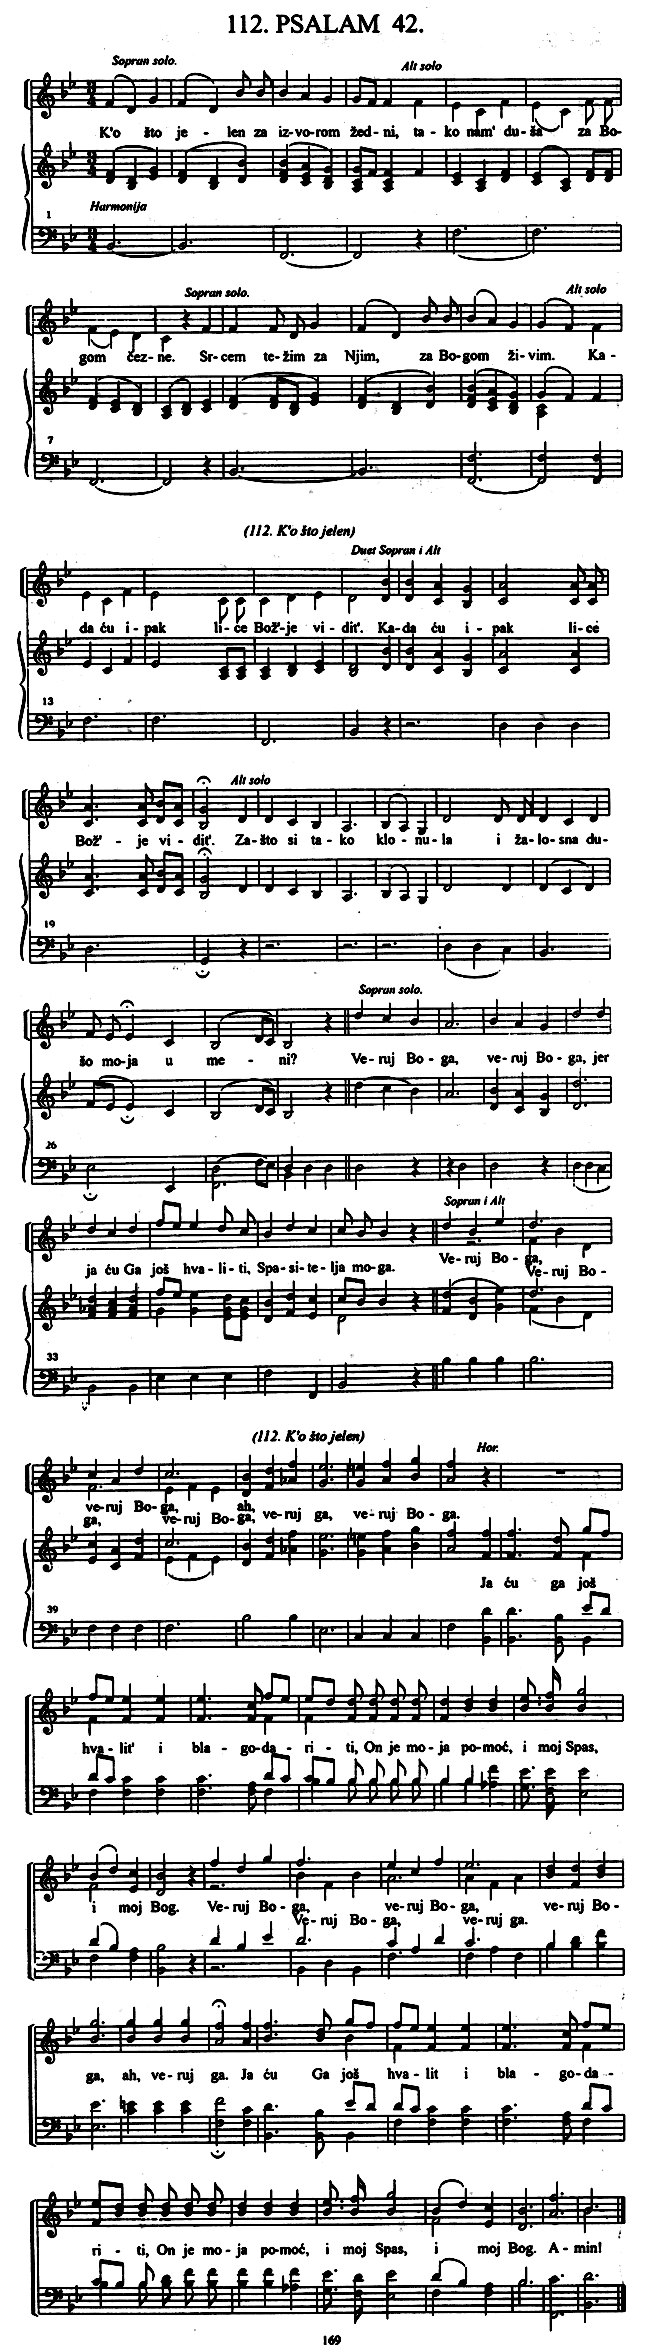 112. PSALAM 42.
Sopran solo. Alt solo
K'o što je - len za iz-vo-rom žed-ni, ta-ko nam' du-ša za Bo-
Harmonija
1
Sopran solo. Alt solo
gom čez-ne. Sr-cem te-žim za Njim, za Bo-gom ži-vim. Ka-
7
(112. K'o što jelen)
Duet Sopran i Alt
da ću i-pak li-ce Bož'-je vi-dit'. Ka-da ću i-pak li-ce
13
Alt solo
Bož' - je vi - dit'. Za-što si ta-ko klo-nu-la i ža-lo-sna du-
19
Sopran solo.
šo mo-ja u me - ni? Ve-ruj Bo-ga, ve-ruj Bo-ga, jer
26
Sopran i Alt
ja ću Ga još hva-li-ti, Spa-si-te-lja mo-ga. Ve-ruj Bo-ga,
Ve-ruj Bo-
33
(112. K'o što jelen)
Hor.
ve-ruj Bo-ga, ah,
ga, ve-ruj Bo-ga, ve-ruj ga, ve-ruj Bo-ga.
Ja ću ga još
39
hva-lit' i bla-go-da-ri-ti, On je mo-ja po-moć, i moj Spas,
i moj Bog. Ve-ruj Bo-ga, ve-ruj Bo-ga, ve-ruj Bo-
Ve-ruj Bo-ga, ve-ruj ga.
ga, ah, ve-ruj ga. Ja ću Ga još hva-lit i bla-go-da-
ri - ti, On je mo-ja po-moć, i moj Spas, i moj Bog. A-min!
169